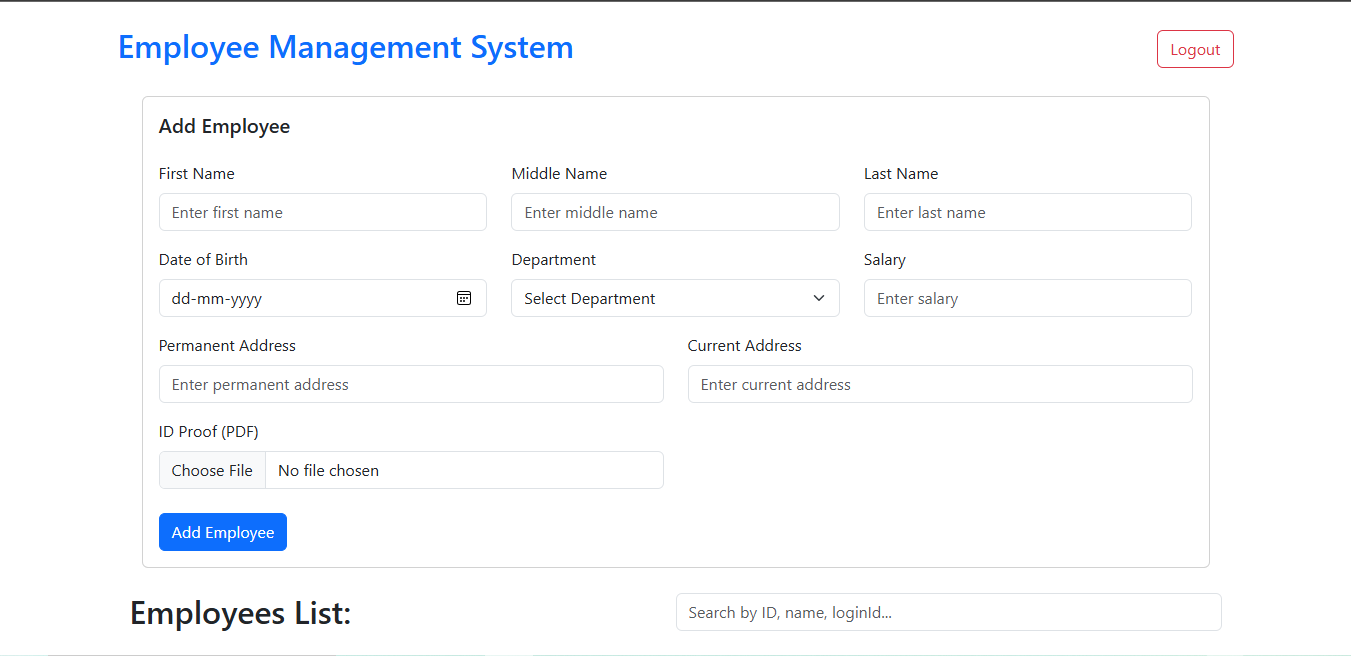 Employee Management System
Logout
Add Employee
First Name
Middle Name
Last Name
Enter first name
Enter middle name
Enter last name
Date of Birth
Department
Salary
dd-mm-yyyy
Select Department
Enter salary
Permanent Address
Current Address
Enter permanent address
Enter current address
ID Proof (PDF)
Choose File
No file chosen
Add Employee
Employees List:
Search by ID, name, loginId...